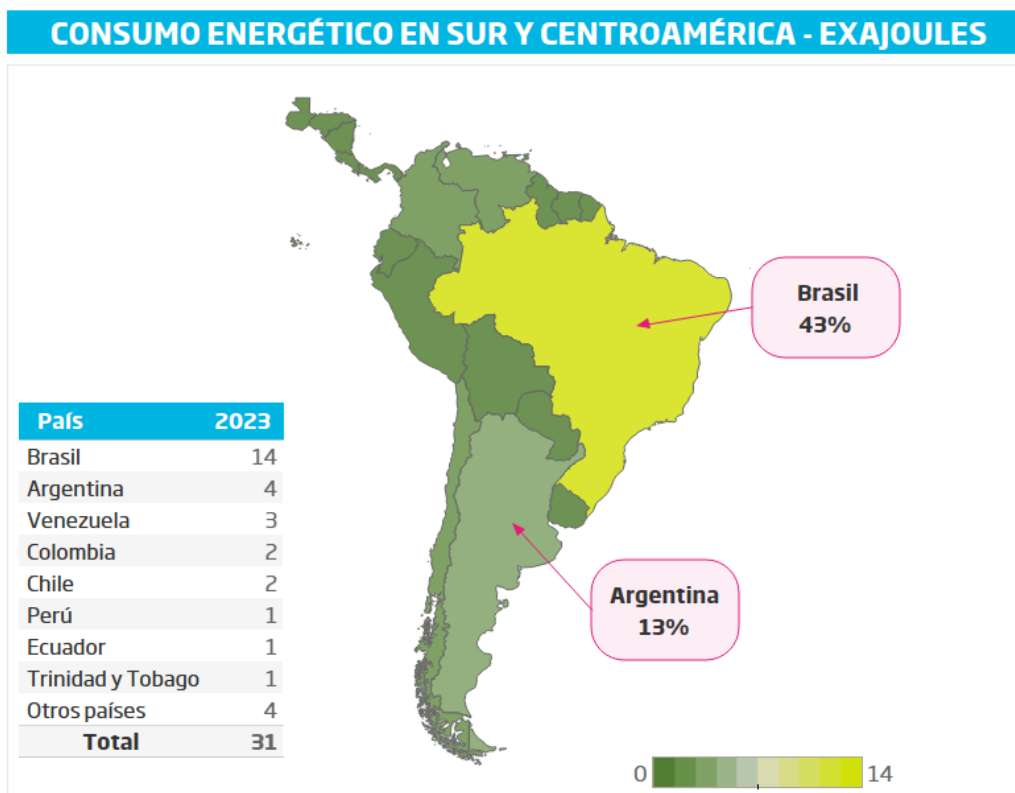 CONSUMO ENERGÉTICO EN SUR Y CENTROAMÉRICA - EXAJOULES
Brasil
43%
País 2023
Brasil 14
Argentina 4
Venezuela 3
Colombia 2
Chile 2
Perú 1
Ecuador 1
Trinidad y Tobago 1
Otros países 4
Total 31
Argentina
13%
0 14